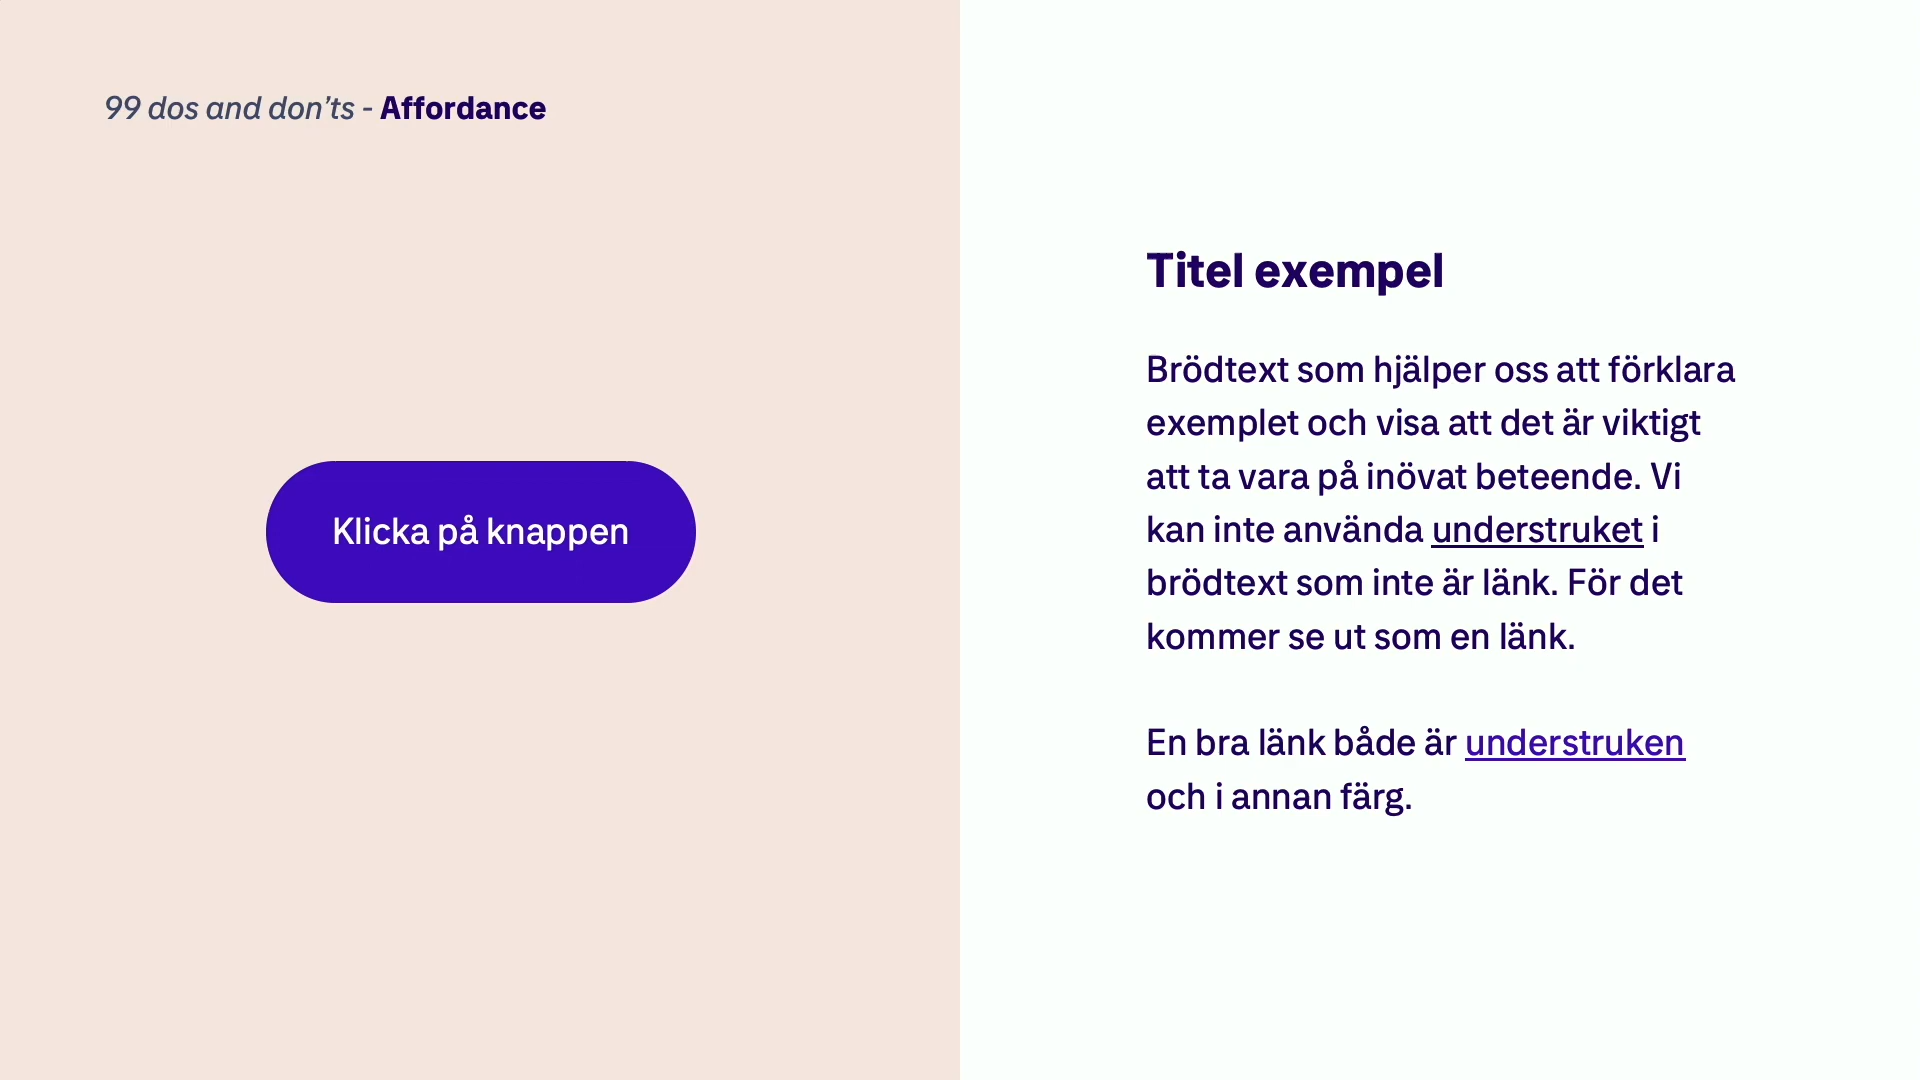 99 dos and don’ts - Affordance
Klicka på knappen
Titel exempel
Brödtext som hjälper oss att förklara
exemplet och visa att det är viktigt
att ta vara på inövat beteende. Vi
kan inte använda understruket i
brödtext som inte är länk. För det
kommer se ut som en länk.
En bra länk både är understruken
och i annan färg.